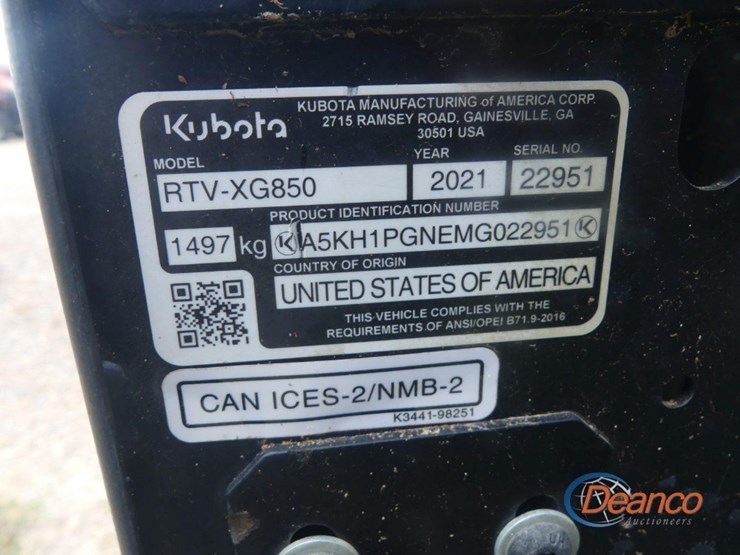 Kubota
KUBOTA MANUFACTURING of AMERICA CORP.
2715 RAMSEY ROAD, GAINESVILLE, GA
30501 USA
MODEL YEAR SERIAL NO.
RTV-XG850 2021 22951
PRODUCT IDENTIFICATION NUMBER
1497 kg A5KH1PGNEMG022951
COUNTRY OF ORIGIN
UNITED STATES OF AMERICA
THIS VEHICLE COMPLIES WITH THE
REQUIREMENTS OF ANSI/OPEI B71.9-2016
CAN ICES-2/NMB-2
K3441-98251
Deanco
Auctioneers